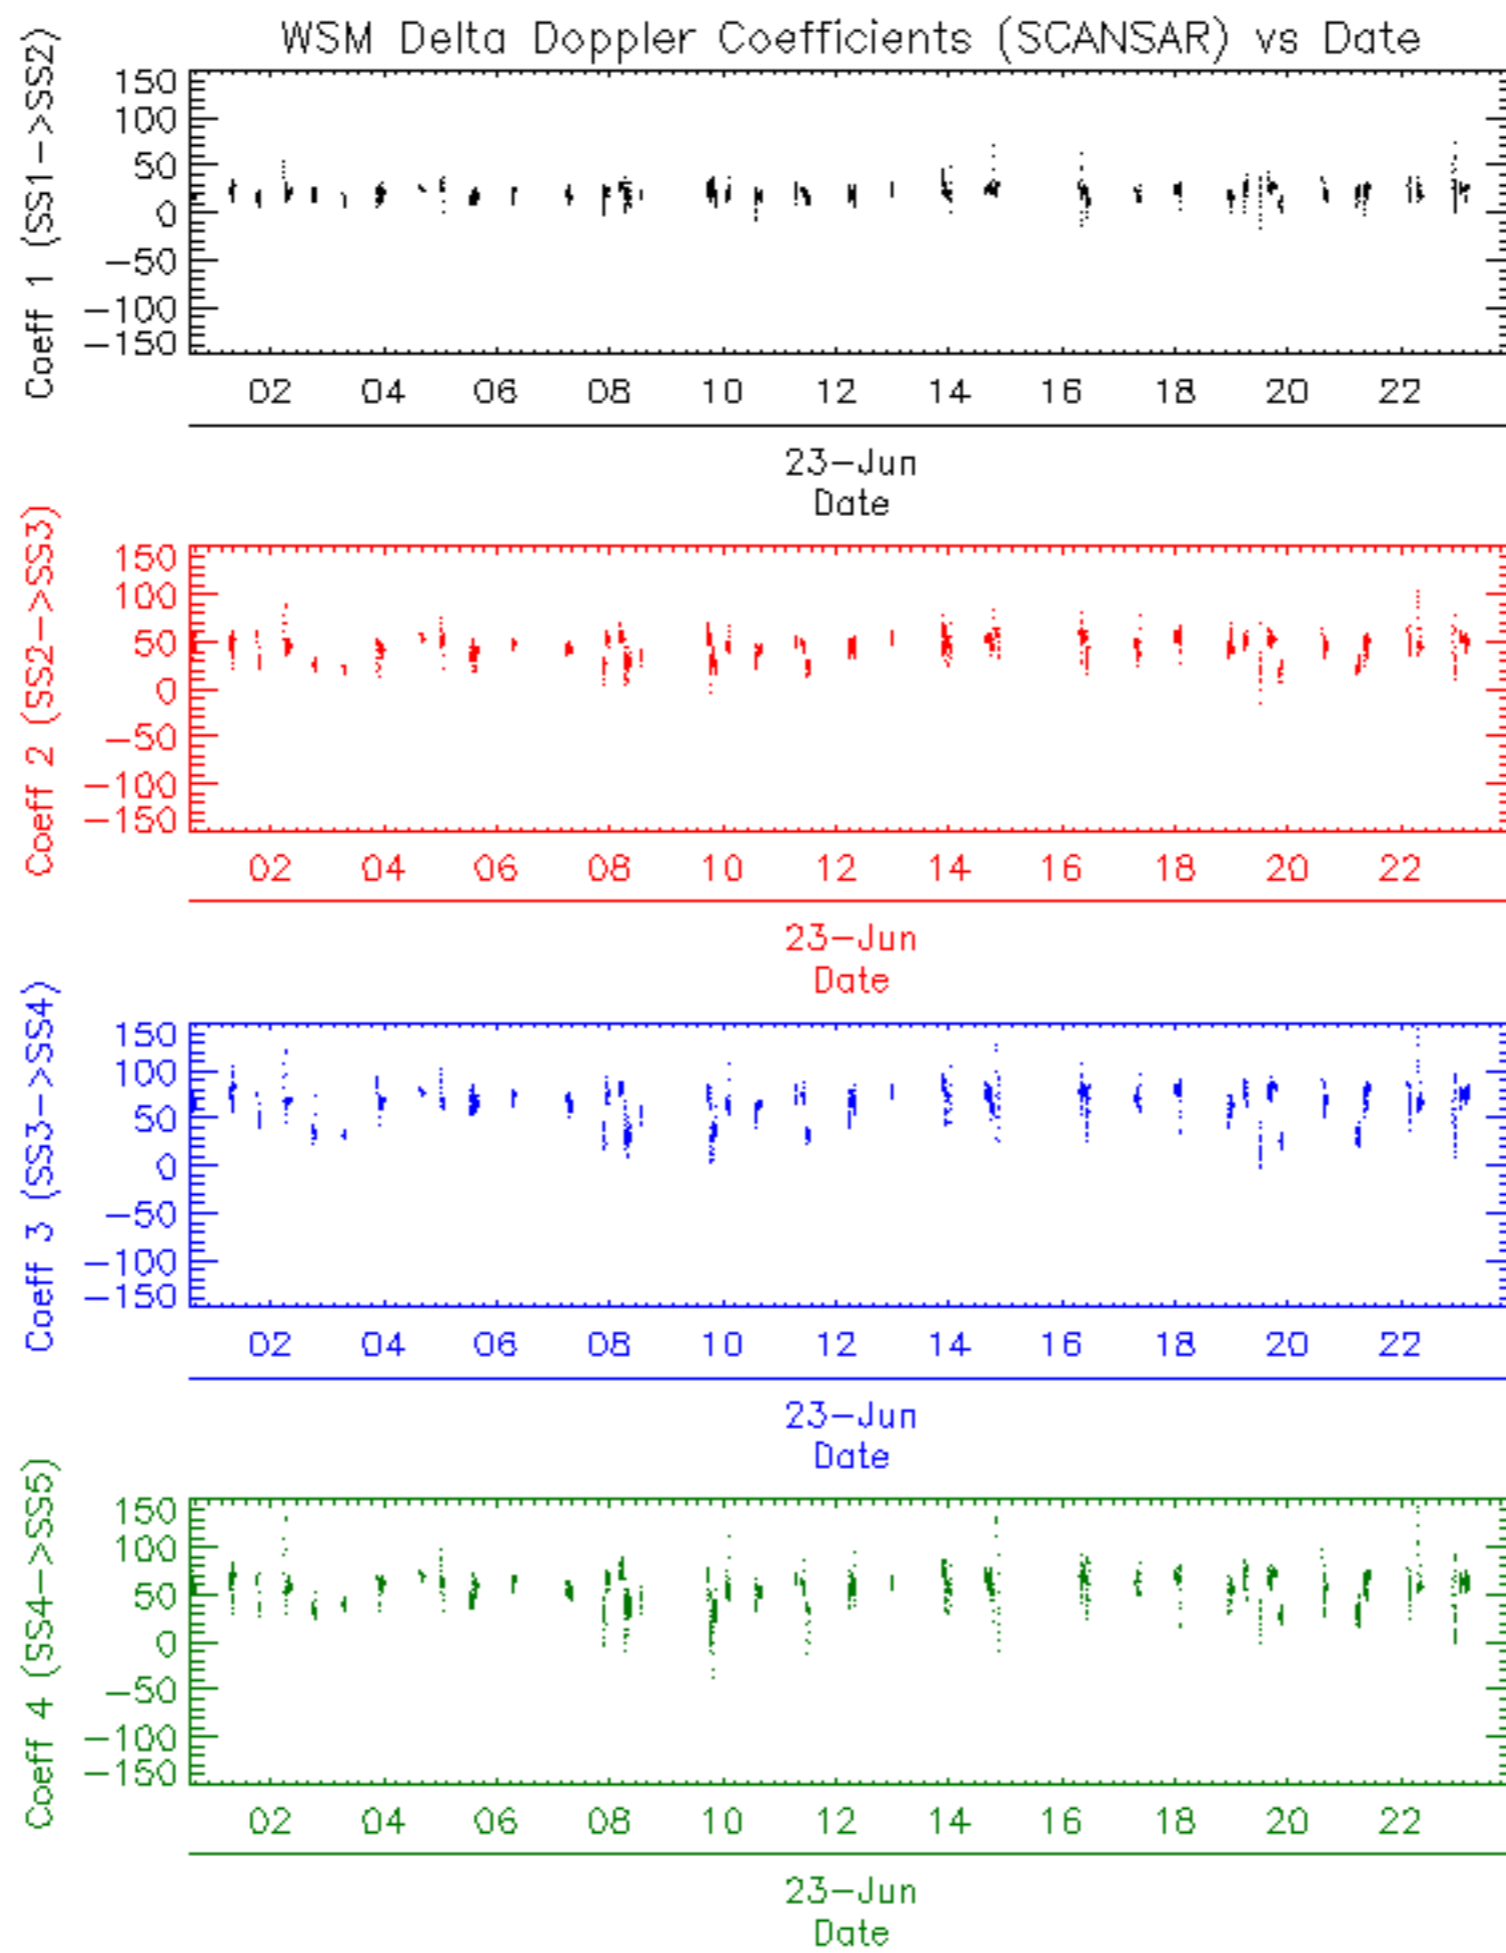 WSM Delta Doppler Coefficients (SCANSAR) vs Date
Coeff 1 (SS1->SS2)
150
100
50
0
-50
-100
-150
02 04 06 08 10 12 14 16 18 20 22
23-Jun
Date
Coeff 2 (SS2->SS3)
150
100
50
0
-50
-100
-150
02 04 06 08 10 12 14 16 18 20 22
23-Jun
Date
Coeff 3 (SS3->SS4)
150
100
50
0
-50
-100
-150
02 04 06 08 10 12 14 16 18 20 22
23-Jun
Date
Coeff 4 (SS4->SS5)
150
100
50
0
-50
-100
-150
02 04 06 08 10 12 14 16 18 20 22
23-Jun
Date